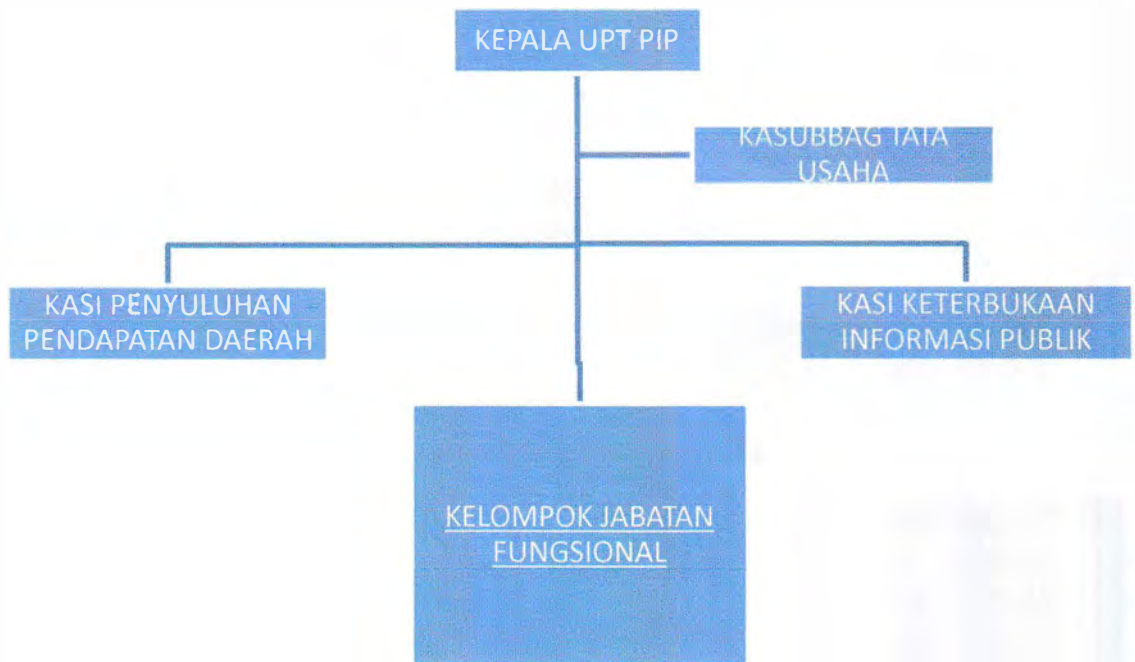 KEPALA UPT PIP
KASUBBAG TATA
USAHA
KASI PENYULUHAN
PENDAPATAN DAERAH
KASI KETERBUKAAN
INFORMASI PUBLIK
KELOMPOK JABATAN
FUNGSIONAL